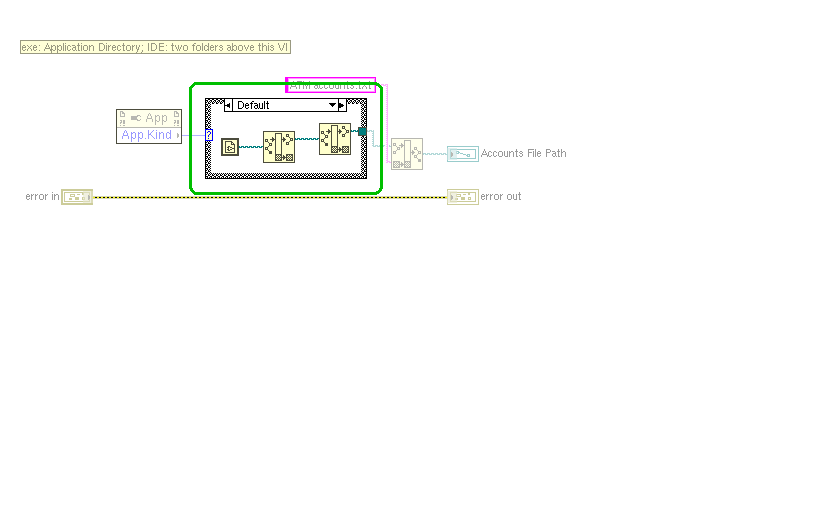 exe: Application Directory; IDE: two folders above this VI
ATM accounts.txt
Default
App
App.Kind
?
Accounts File Path
error in
error out